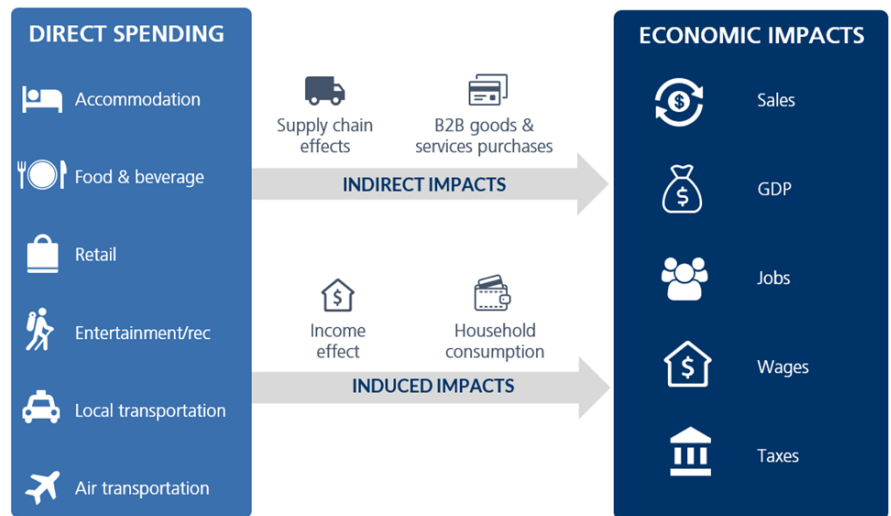 DIRECT SPENDING
Accommodation
Food & beverage
Retail
Entertainment/rec
Local transportation
Air transportation
Supply chain
effects
B2B goods &
services purchases
INDIRECT IMPACTS
Income
effect
Household
consumption
INDUCED IMPACTS
ECONOMIC IMPACTS
Sales
GDP
Jobs
Wages
Taxes